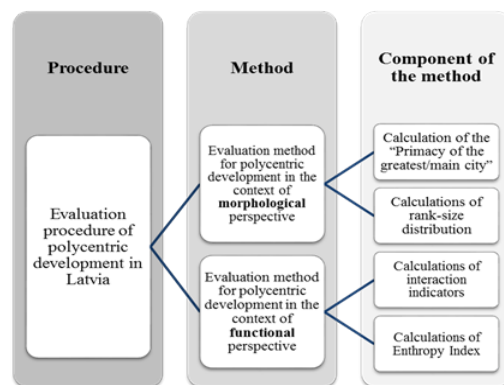 Procedure
Method
Component of
the method
Evaluation
procedure of
polycentric
development in
Latvia
Evaluation method
for polycentric
development in the
context of
morphological
perspective
Evaluation method
for polycentric
development in the
context of
functional
perspective
Calculation of the
“Primacy of the
greatest/main city”
Calculations of
rank-size
distribution
Calculations of
interaction
indicators
Calculations of
Enthropy Index